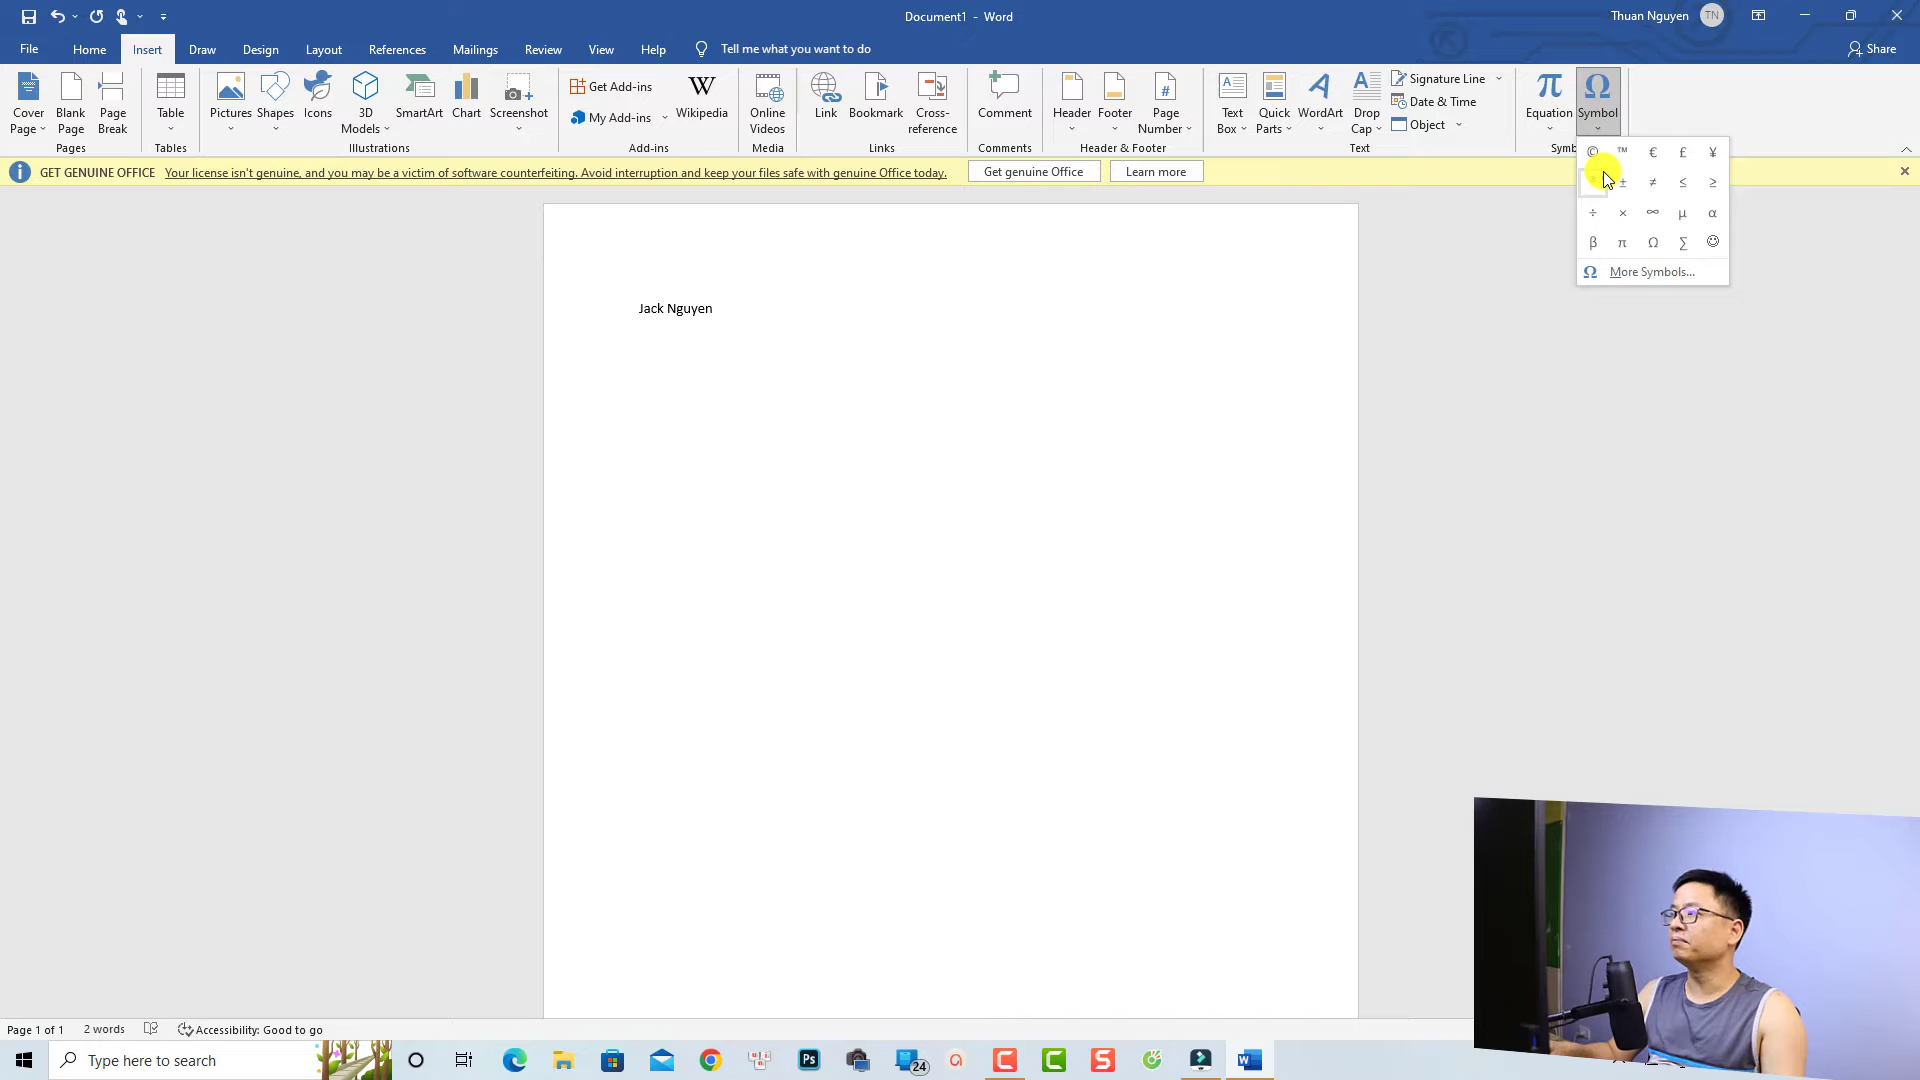 Document1 - Word
Thuan Nguyen TN
File Home Insert Draw Design Layout References Mailings Review View Help Tell me what you want to do Share
Cover Page
Blank Page
Page Break
Pages
Table
Tables
Pictures
Shapes
Icons
3D Models
SmartArt
Chart
Screenshot
Illustrations
Get Add-ins
My Add-ins
W
Wikipedia
Add-ins
Online Videos
Media
Link
Bookmark
Cross-reference
Links
Comment
Comments
Header
Footer
Page Number
Header & Footer
Text Box
Quick Parts
WordArt
Drop Cap
Signature Line
Date & Time
Object
Text
π
Equation
Ω
Symbol
Symb
© ™ € £ ¥
± ≠ ≤ ≥
÷ × ∞ µ α
β π Ω ∑ ☺
Ω More Symbols...
GET GENUINE OFFICE Your license isn't genuine, and you may be a victim of software counterfeiting. Avoid interruption and keep your files safe with genuine Office today. Get genuine Office Learn more
Jack Nguyen
Page 1 of 1 2 words Accessibility: Good to go
Type here to search
Ps
24